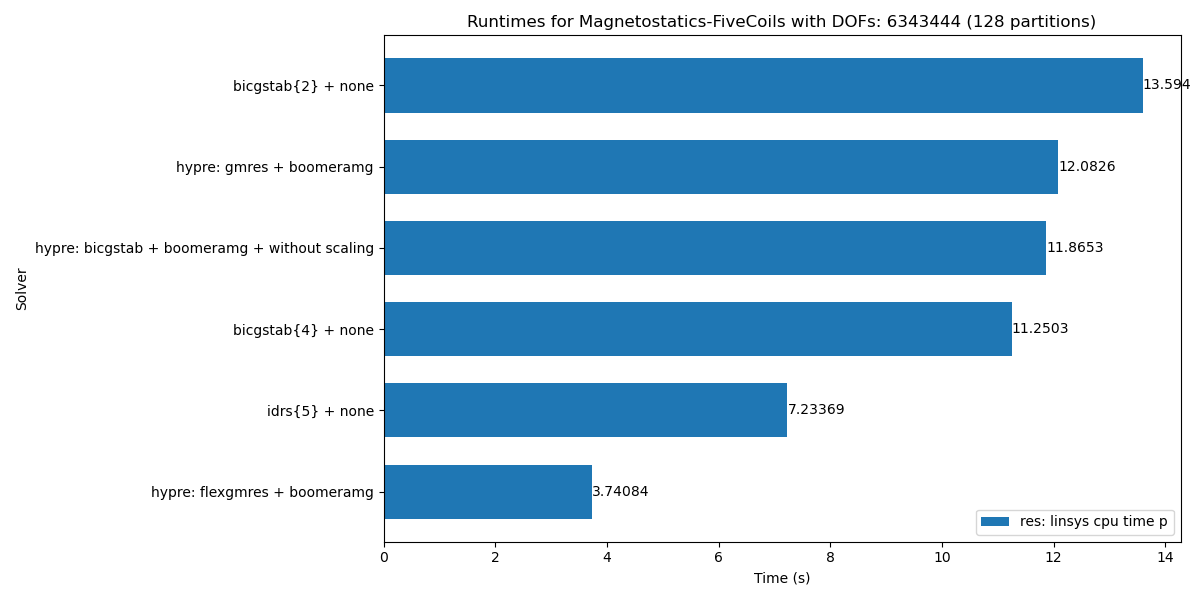 Runtimes for Magnetostatics-FiveCoils with DOFs: 6343444 (128 partitions)
bicgstab{2} + none
13.594
hypre: gmres + boomeramg
12.0826
hypre: bicgstab + boomeramg + without scaling
11.8653
bicgstab{4} + none
11.2503
idrs{5} + none
7.23369
hypre: flexgmres + boomeramg
3.74084
Solver
res: linsys cpu time p
0 2 4 6 8 10 12 14
Time (s)